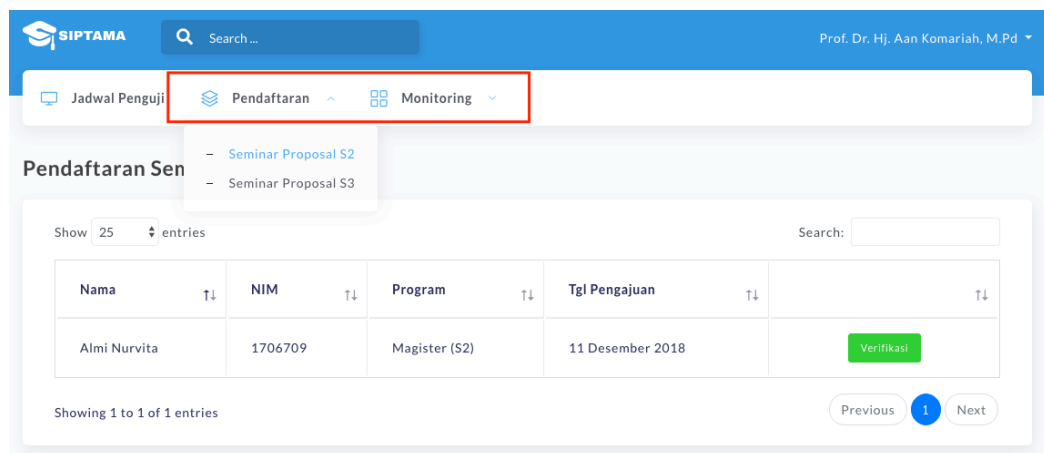 SIPTAMA Search ... Prof. Dr. Hj. Aan Komariah, M.Pd
Jadwal Penguji Pendaftaran Monitoring
– Seminar Proposal S2
Pendaftaran Sem
– Seminar Proposal S3
Show 25 entries Search:
Nama NIM Program Tgl Pengajuan
Almi Nurvita 1706709 Magister (S2) 11 Desember 2018 Verifikasi
Showing 1 to 1 of 1 entries Previous 1 Next